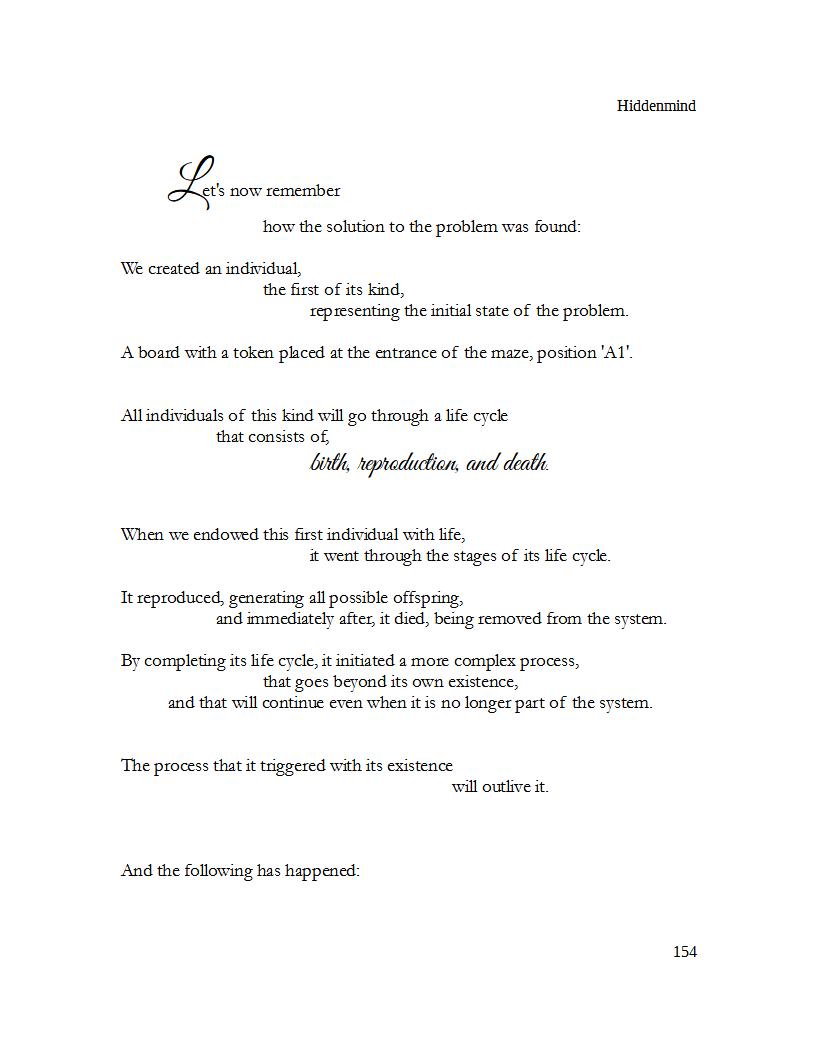 Hiddenmind
Let's now remember
how the solution to the problem was found:
We created an individual,
the first of its kind,
representing the initial state of the problem.
A board with a token placed at the entrance of the maze, position 'A1'.
All individuals of this kind will go through a life cycle
that consists of,
birth, reproduction, and death.
When we endowed this first individual with life,
it went through the stages of its life cycle.
It reproduced, generating all possible offspring,
and immediately after, it died, being removed from the system.
By completing its life cycle, it initiated a more complex process,
that goes beyond its own existence,
and that will continue even when it is no longer part of the system.
The process that it triggered with its existence
will outlive it.
And the following has happened:
154